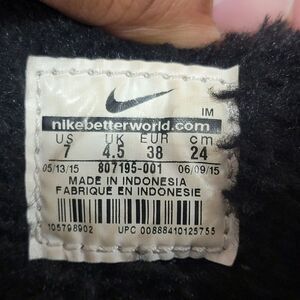 IM
nikebetterworld.com
US UK EUR cm
7 4.5 38 24
05/13/15 807195-001 06/09/15
MADE IN INDONESIA
FABRIQUÉ EN INDONESIE
105798902 UPC 00888410125755